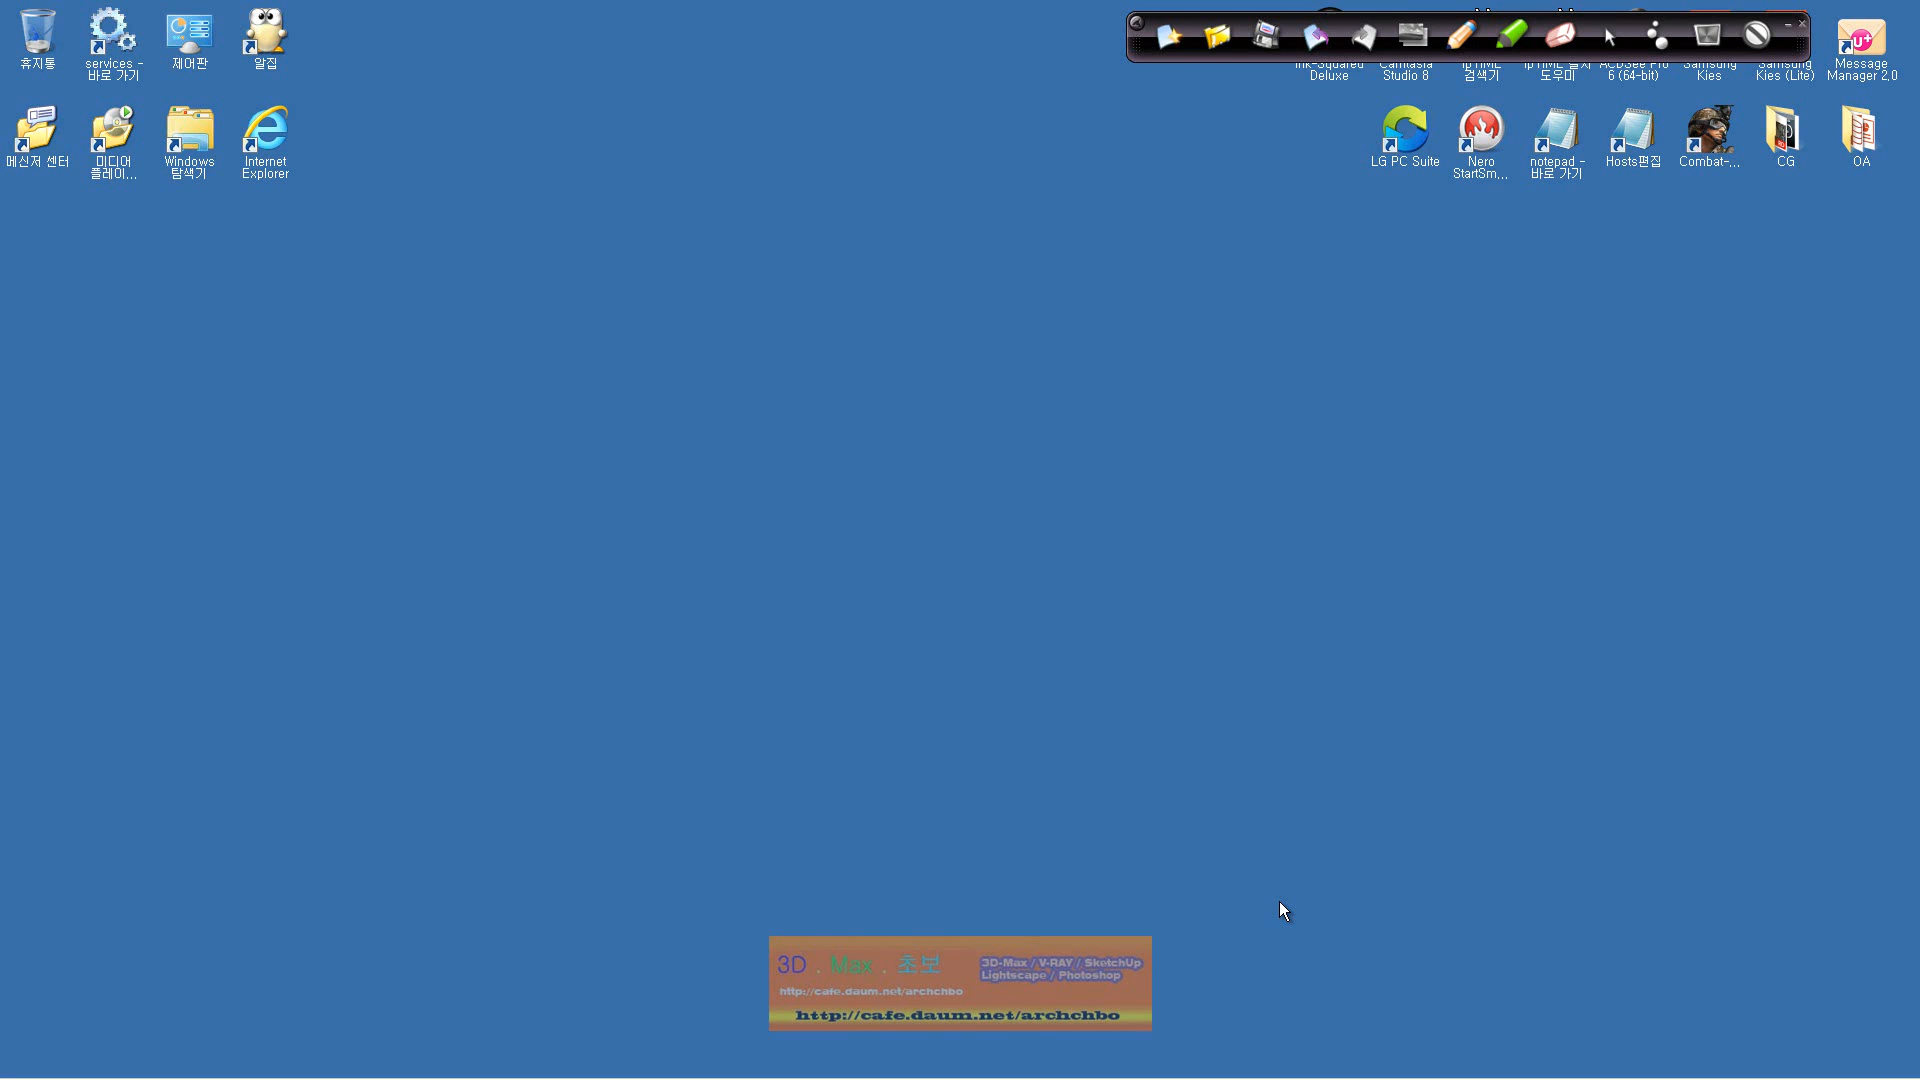 휴지통
services -
바로 가기
제어판
알집
Deluxe
Studio 8
검색기
도우미
6 (64-bit)
Kies
Kies (Lite)
Message
Manager 2.0
메신저 센터
미디어
플레이...
Windows
탐색기
Internet
Explorer
LG PC Suite
Nero
StartSm...
notepad -
바로 가기
Hosts편집
Combat-...
CG
OA
3D . Max . 초보
3D-Max / V-RAY / SketchUp
Lightscape / Photoshop
http://cafe.daum.net/archchbo
http://cafe.daum.net/archchbo